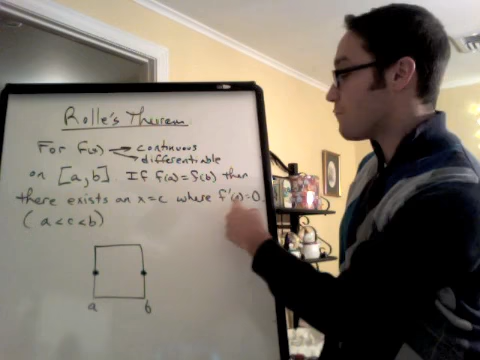 Rolle's Theorem
For f(x) continuous
differentiable
on [a,b]. If f(a)=f(b) then
there exists an x=c where f'(c)=0.
(a<c<b)
a b